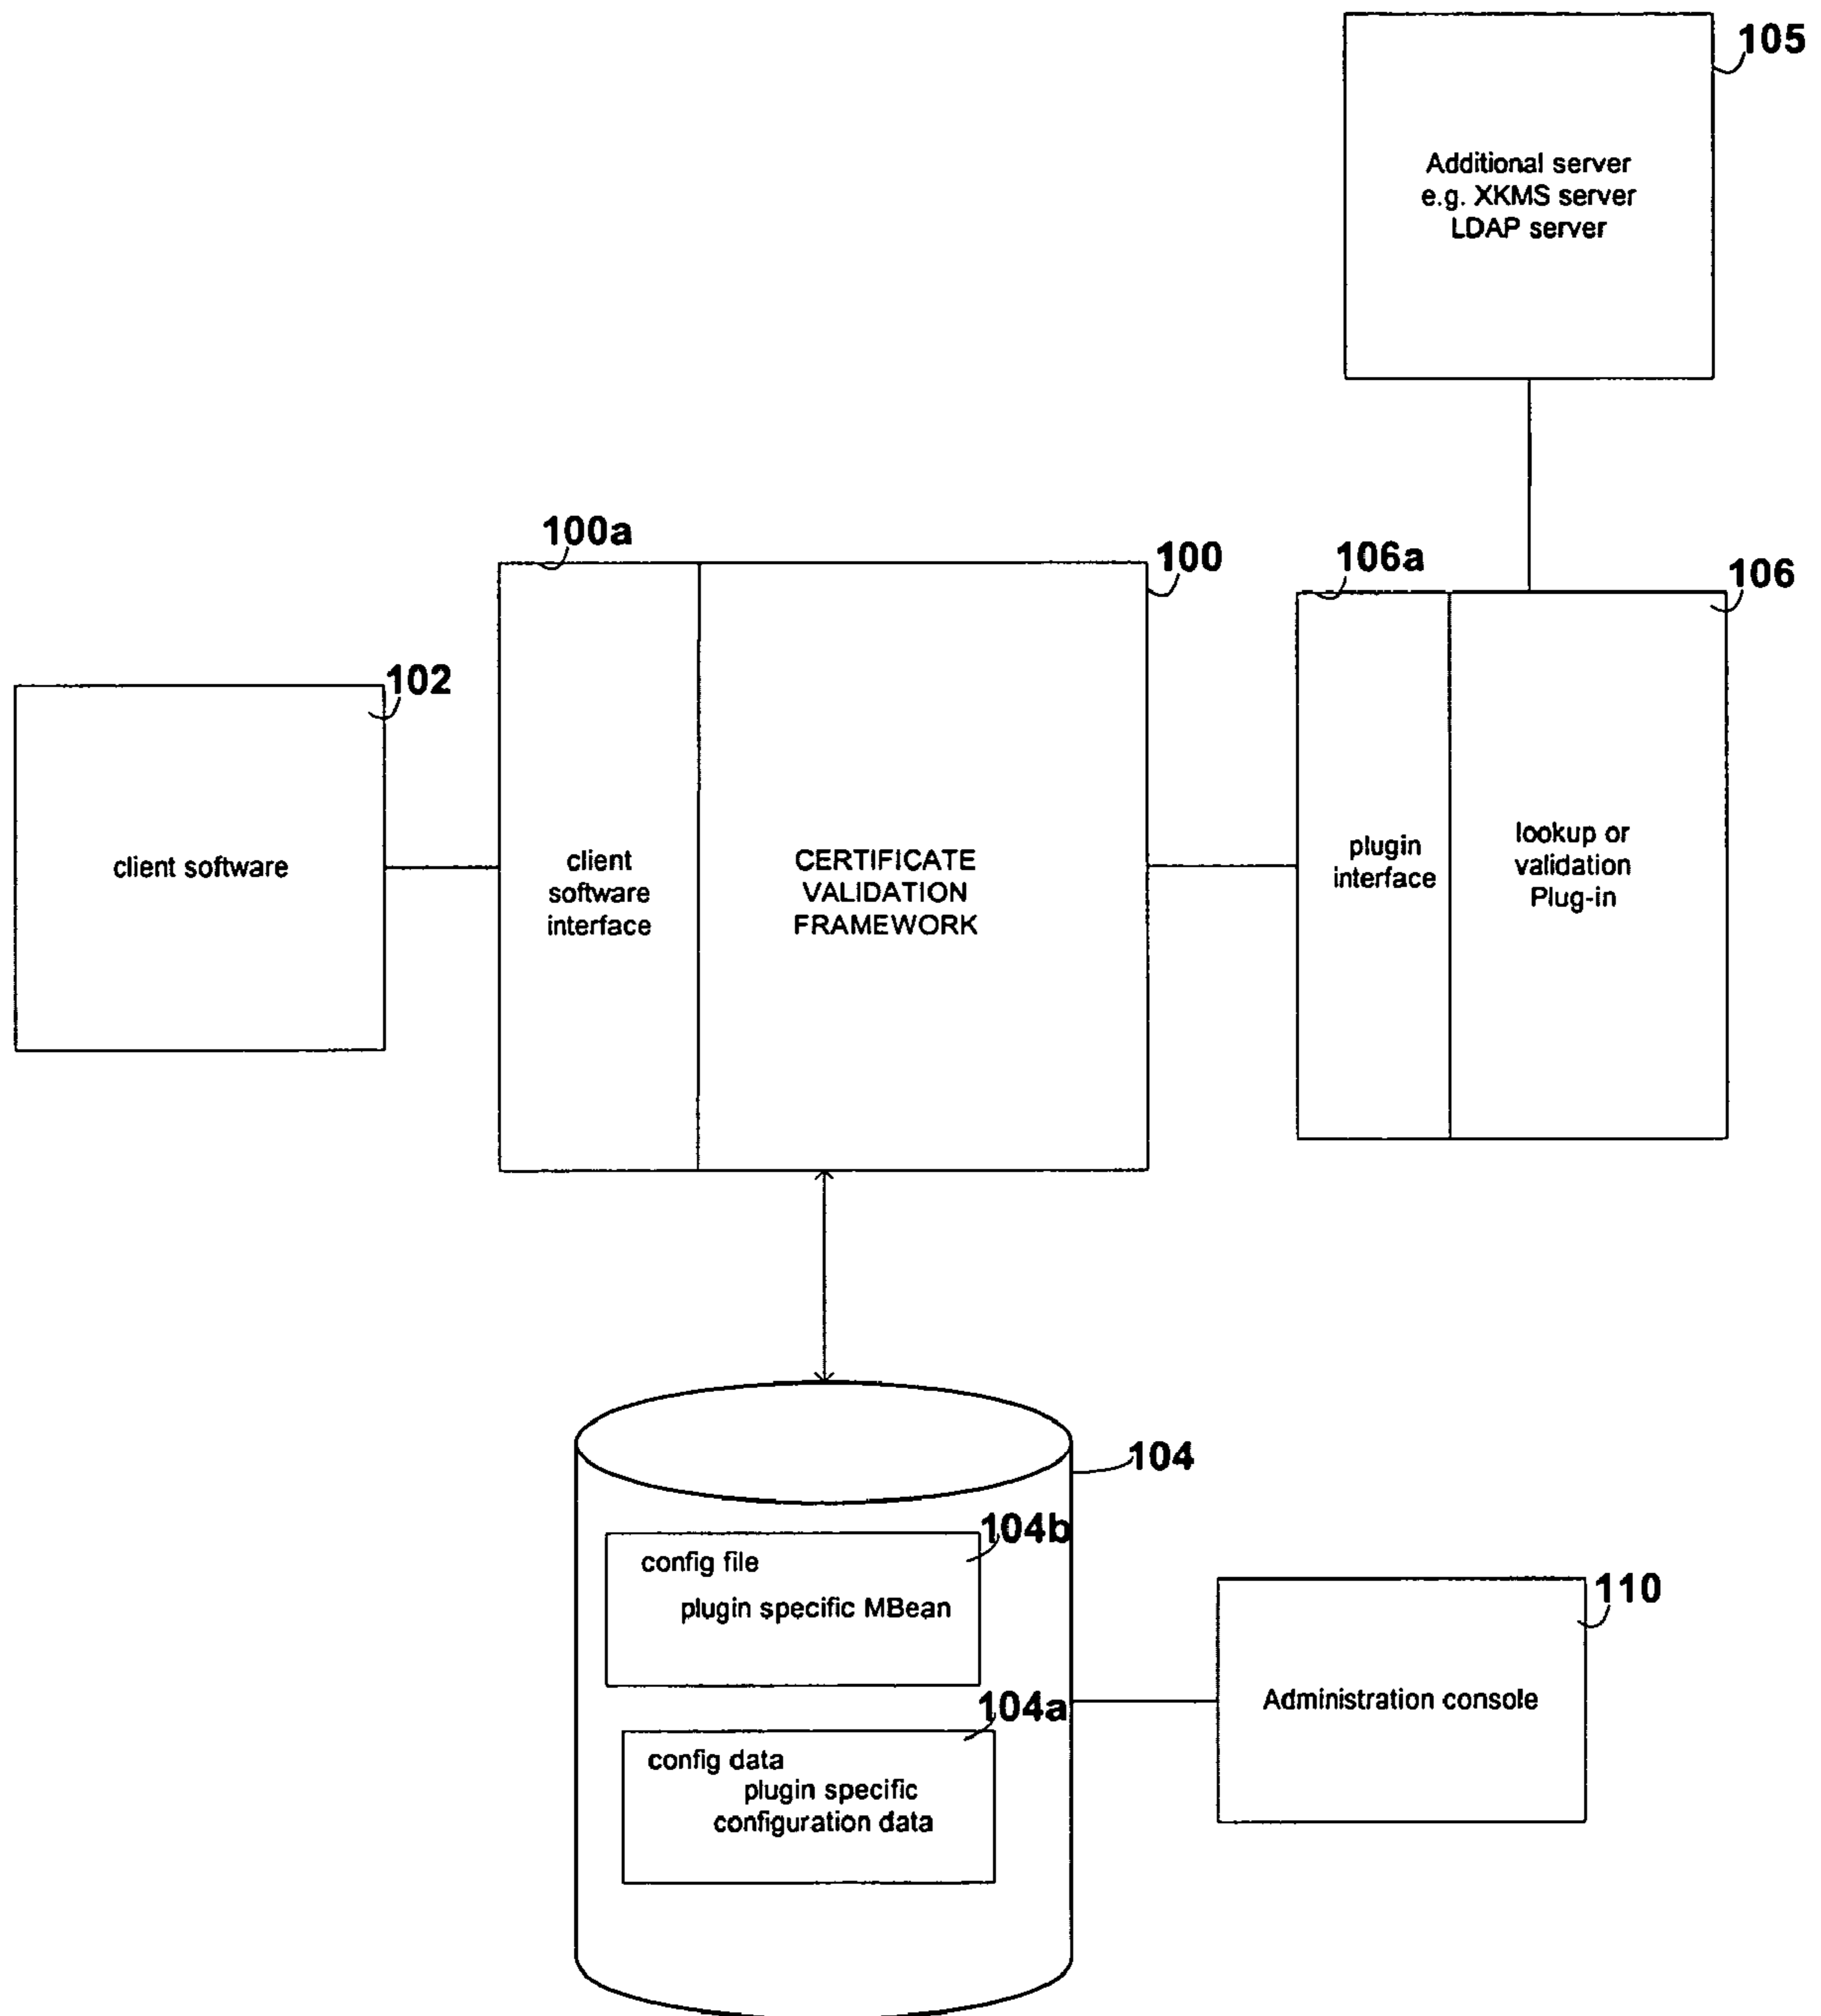 105
Additional server
e.g. XKMS server
LDAP server
100a
100
106a
106
102
client software
client
software
interface
CERTIFICATE
VALIDATION
FRAMEWORK
plugin
interface
lookup or
validation
Plug-in
104
104b
config file
plugin specific MBean
104a
config data
plugin specific
configuration data
110
Administration console